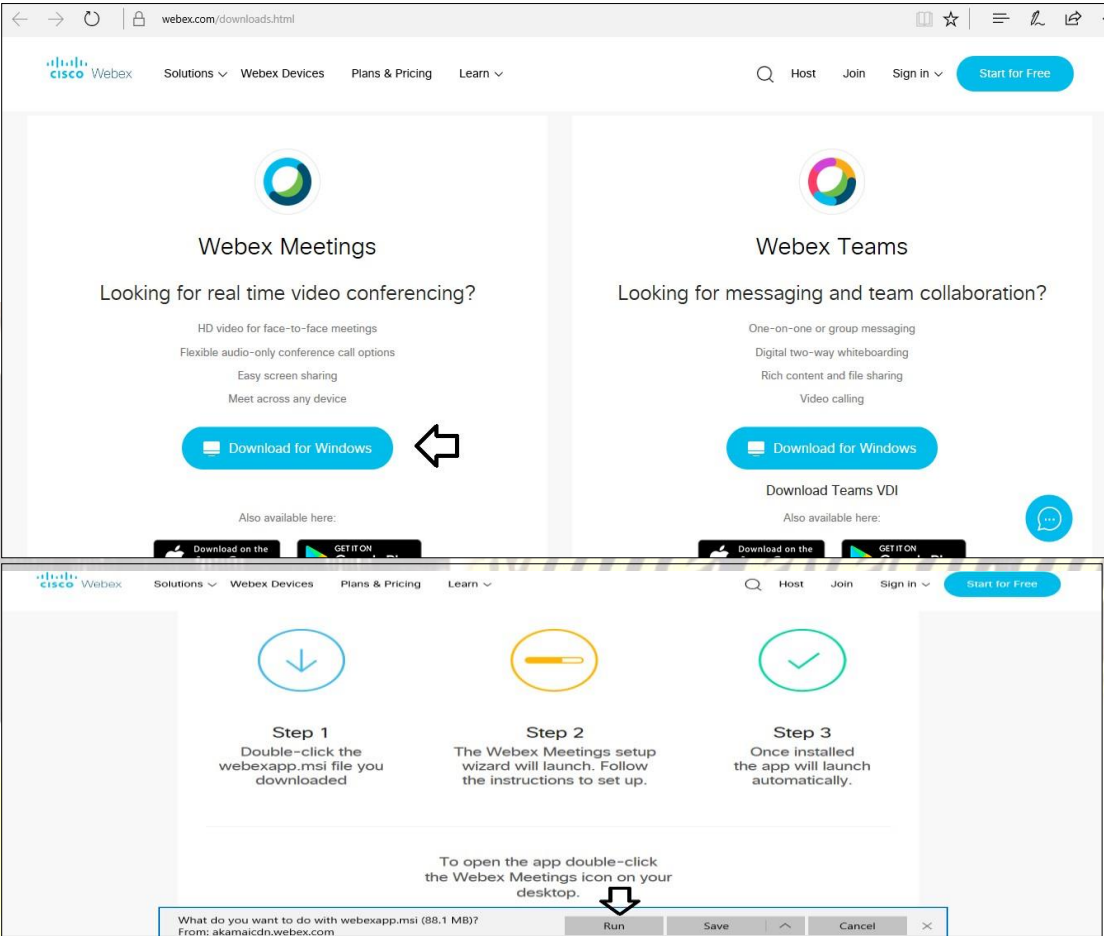 webex.com/downloads.html
cisco Webex Solutions Webex Devices Plans & Pricing Learn Host Join Sign in Start for Free
Webex Meetings
Looking for real time video conferencing?
HD video for face-to-face meetings
Flexible audio-only conference call options
Easy screen sharing
Meet across any device
Download for Windows
Also available here:
Download on the
GET IT ON
Webex Teams
Looking for messaging and team collaboration?
One-on-one or group messaging
Digital two-way whiteboarding
Rich content and file sharing
Video calling
Download for Windows
Download Teams VDI
Also available here:
Download on the
GET IT ON
cisco Webex Solutions Webex Devices Plans & Pricing Learn Host Join Sign in Start for Free
Step 1
Double-click the
webexapp.msi file you
downloaded
Step 2
The Webex Meetings setup
wizard will launch. Follow
the instructions to set up.
Step 3
Once installed
the app will launch
automatically.
To open the app double-click
the Webex Meetings icon on your
desktop.
What do you want to do with webexapp.msi (88.1 MB)?
From: akamaicdn.webex.com
Run Save Cancel